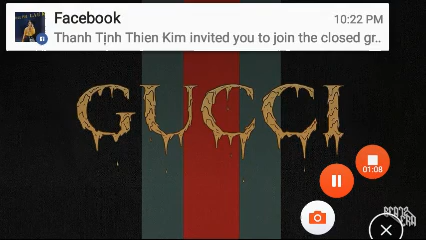 Facebook
10:22 PM
Thanh Tịnh Thien Kim invited you to join the closed gr..
GUCCI
01:08